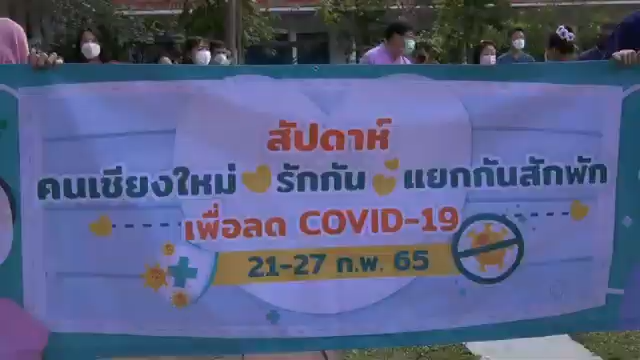 สัปดาห์
คนเชียงใหม่ รักกัน แยกกันสักพัก
เพื่อลด COVID-19
21-27 ก.พ. 65